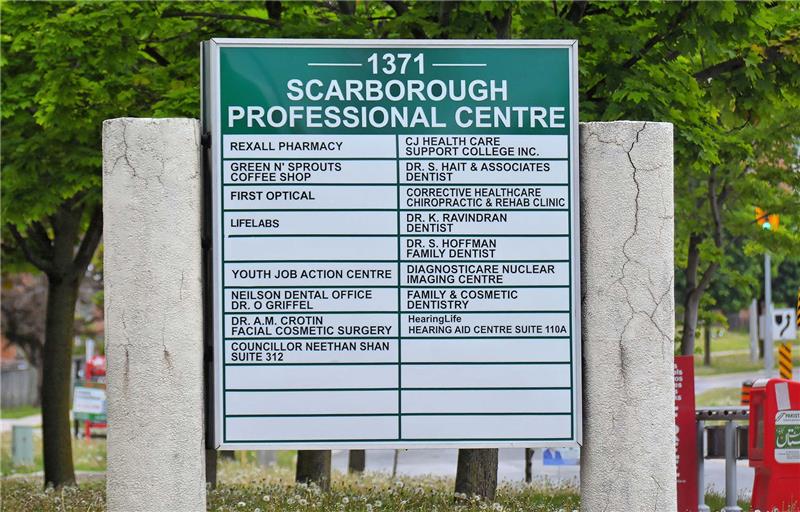 1371
SCARBOROUGH
PROFESSIONAL CENTRE
REXALL PHARMACY
GREEN N' SPROUTS
COFFEE SHOP
FIRST OPTICAL
LIFELABS
YOUTH JOB ACTION CENTRE
NEILSON DENTAL OFFICE
DR. O GRIFFEL
DR. A.M. CROTIN
FACIAL COSMETIC SURGERY
COUNCILLOR NEETHAN SHAN
SUITE 312
CJ HEALTH CARE
SUPPORT COLLEGE INC.
DR. S. HAIT & ASSOCIATES
DENTIST
CORRECTIVE HEALTHCARE
CHIROPRACTIC & REHAB CLINIC
DR. K. RAVINDRAN
DENTIST
DR. S. HOFFMAN
FAMILY DENTIST
DIAGNOSTICARE NUCLEAR
IMAGING CENTRE
FAMILY & COSMETIC
DENTISTRY
HearingLife
HEARING AID CENTRE SUITE 110A